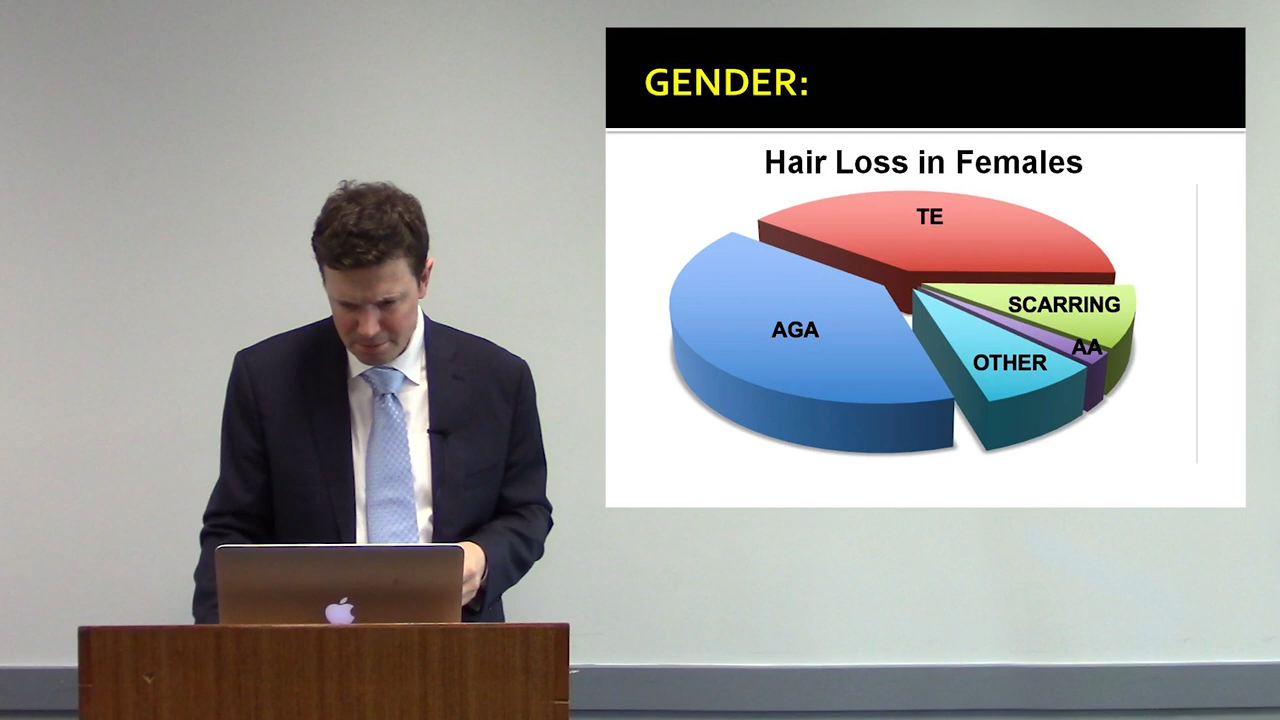 GENDER:
Hair Loss in Females
TE
SCARRING
AGA
AA
OTHER